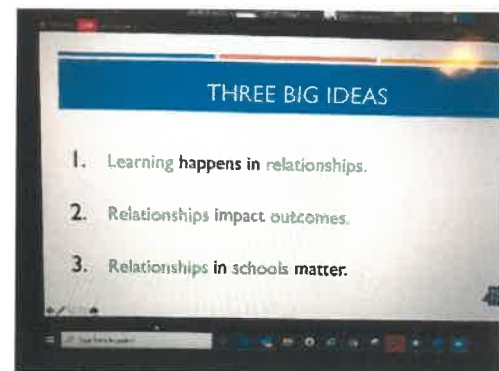 THREE BIG IDEAS
1. Learning happens in relationships.
2. Relationships impact outcomes.
3. Relationships in schools matter.